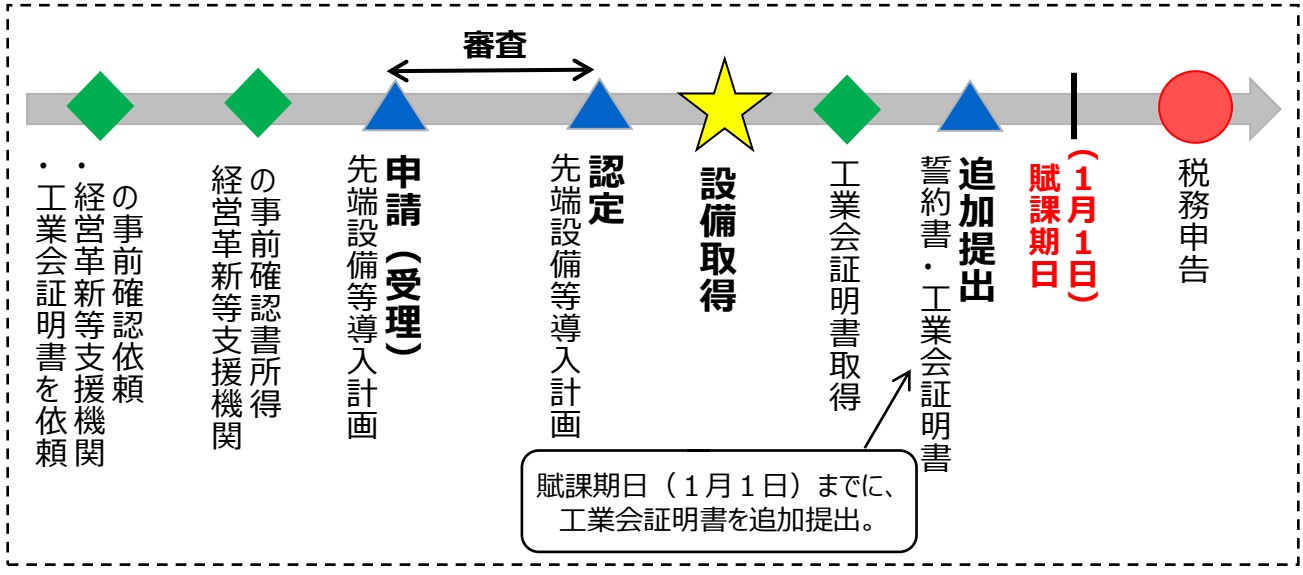 審査
・工業会証明書を依頼
・経営革新等支援機関
の事前確認依頼
経営革新等支援機関
の事前確認書所得
先端設備等導入計画
申請（受理）
先端設備等導入計画
認定
設備取得
工業会証明書取得
誓約書・工業会証明書
追加提出
賦課期日
（１月１日）
税務申告
賦課期日（１月１日）までに、
工業会証明書を追加提出。